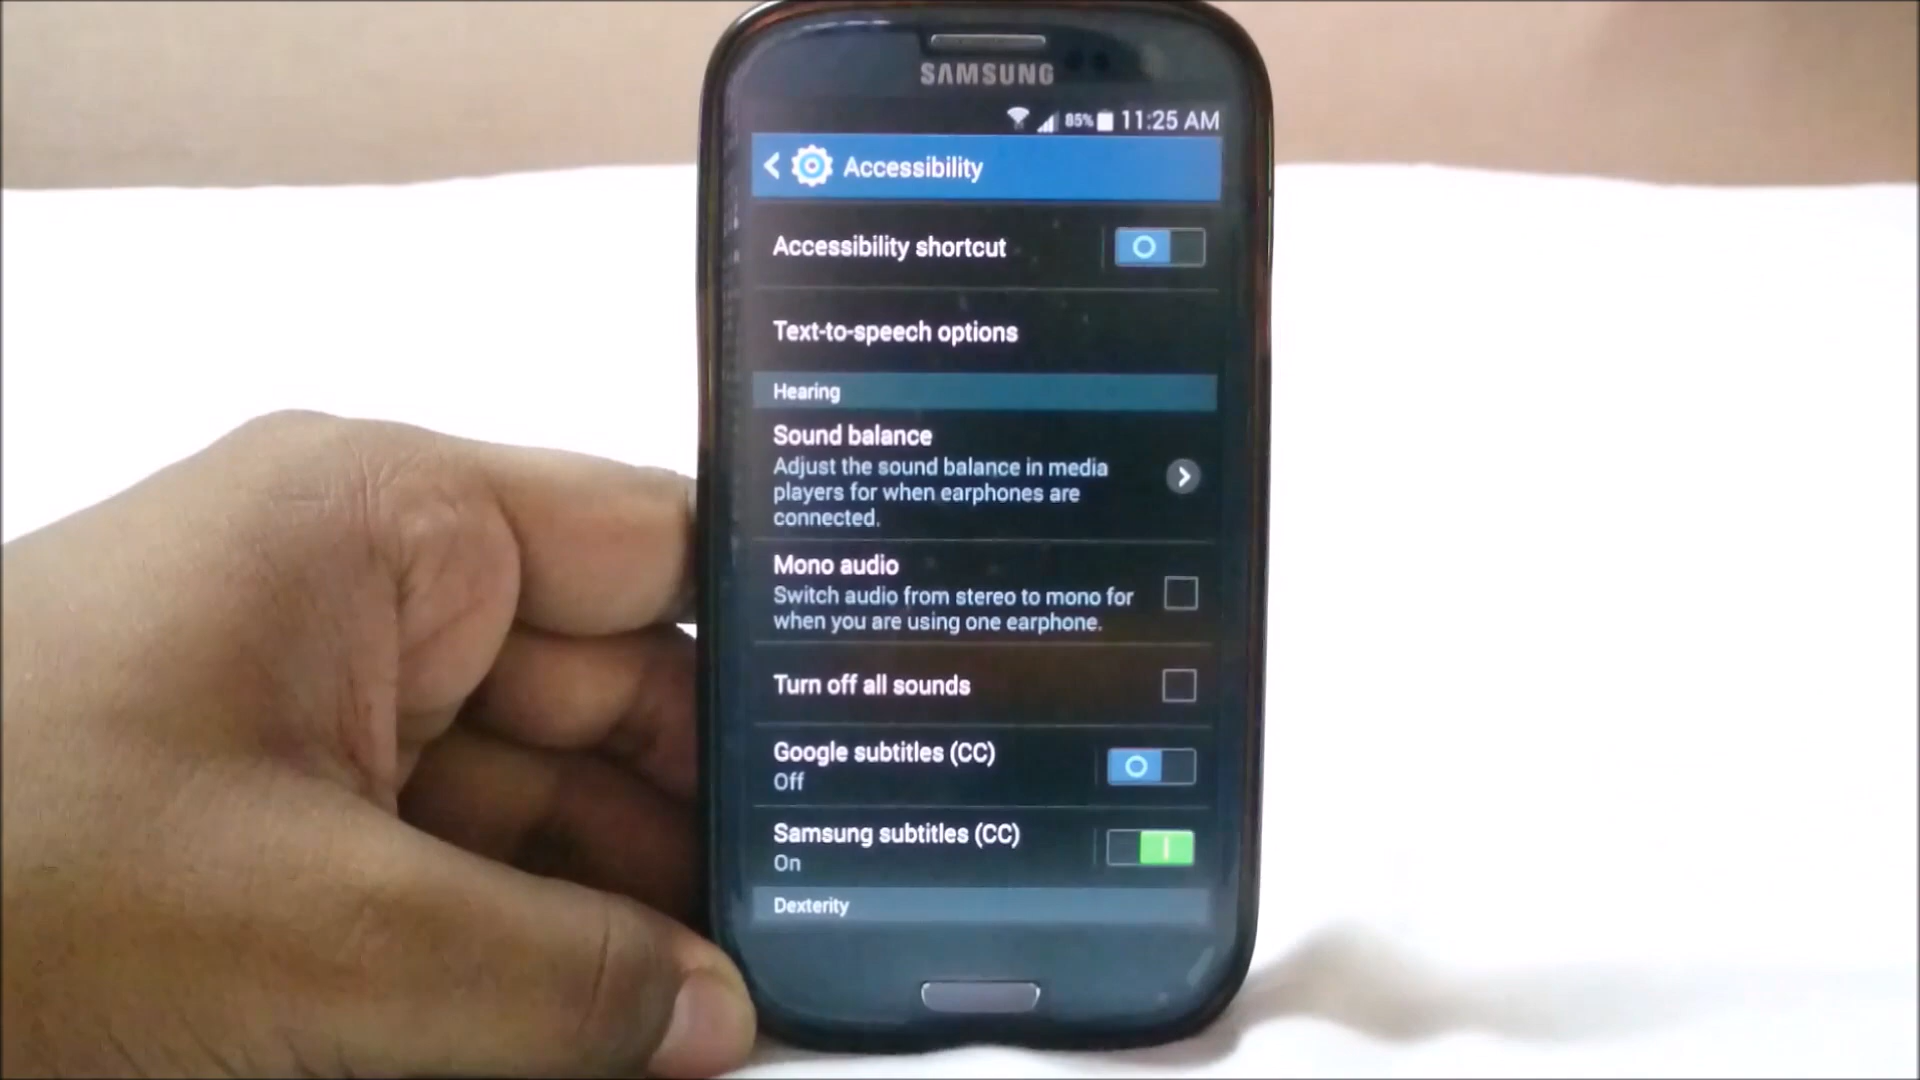 SAMSUNG
85% 11:25 AM
Accessibility
Accessibility shortcut
Text-to-speech options
Hearing
Sound balance
Adjust the sound balance in media
players for when earphones are
connected.
Mono audio
Switch audio from stereo to mono for
when you are using one earphone.
Turn off all sounds
Google subtitles (CC)
Off
Samsung subtitles (CC)
On
Dexterity